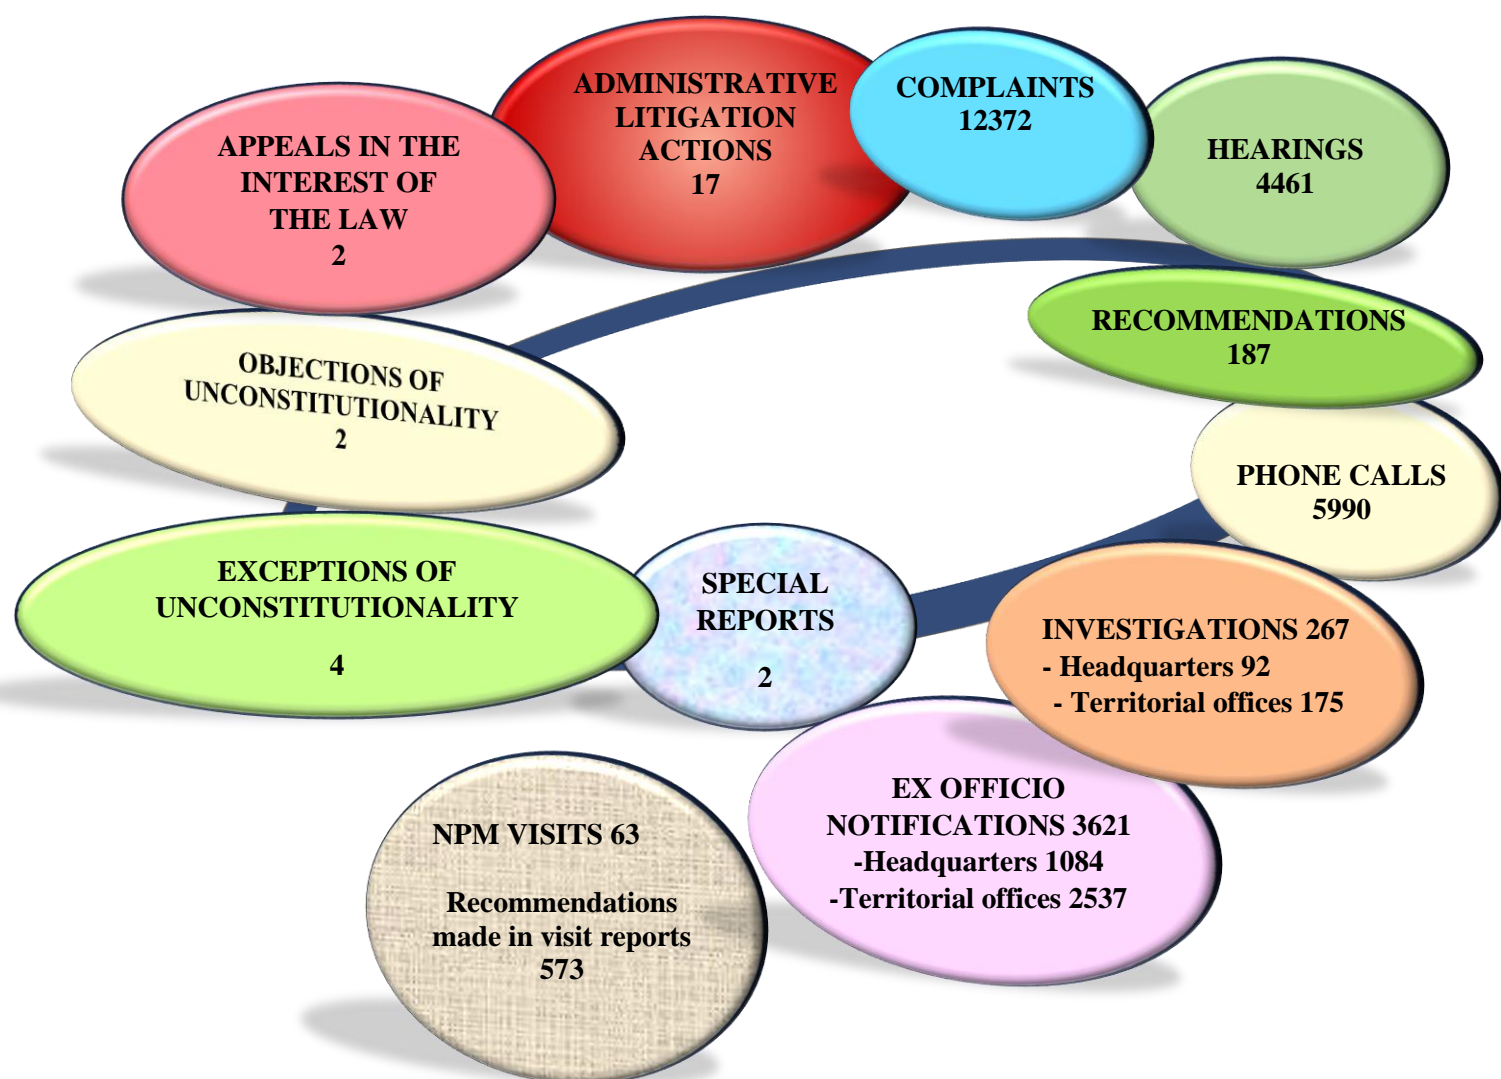 APPEALS IN THE
INTEREST OF
THE LAW
2
ADMINISTRATIVE
LITIGATION
ACTIONS
17
COMPLAINTS
12372
HEARINGS
4461
RECOMMENDATIONS
187
PHONE CALLS
5990
OBJECTIONS OF
UNCONSTITUTIONALITY
2
EXCEPTIONS OF
UNCONSTITUTIONALITY
4
SPECIAL
REPORTS
2
INVESTIGATIONS 267
- Headquarters 92
- Territorial offices 175
EX OFFICIO
NOTIFICATIONS 3621
-Headquarters 1084
-Territorial offices 2537
NPM VISITS 63
Recommendations
made in visit reports
573